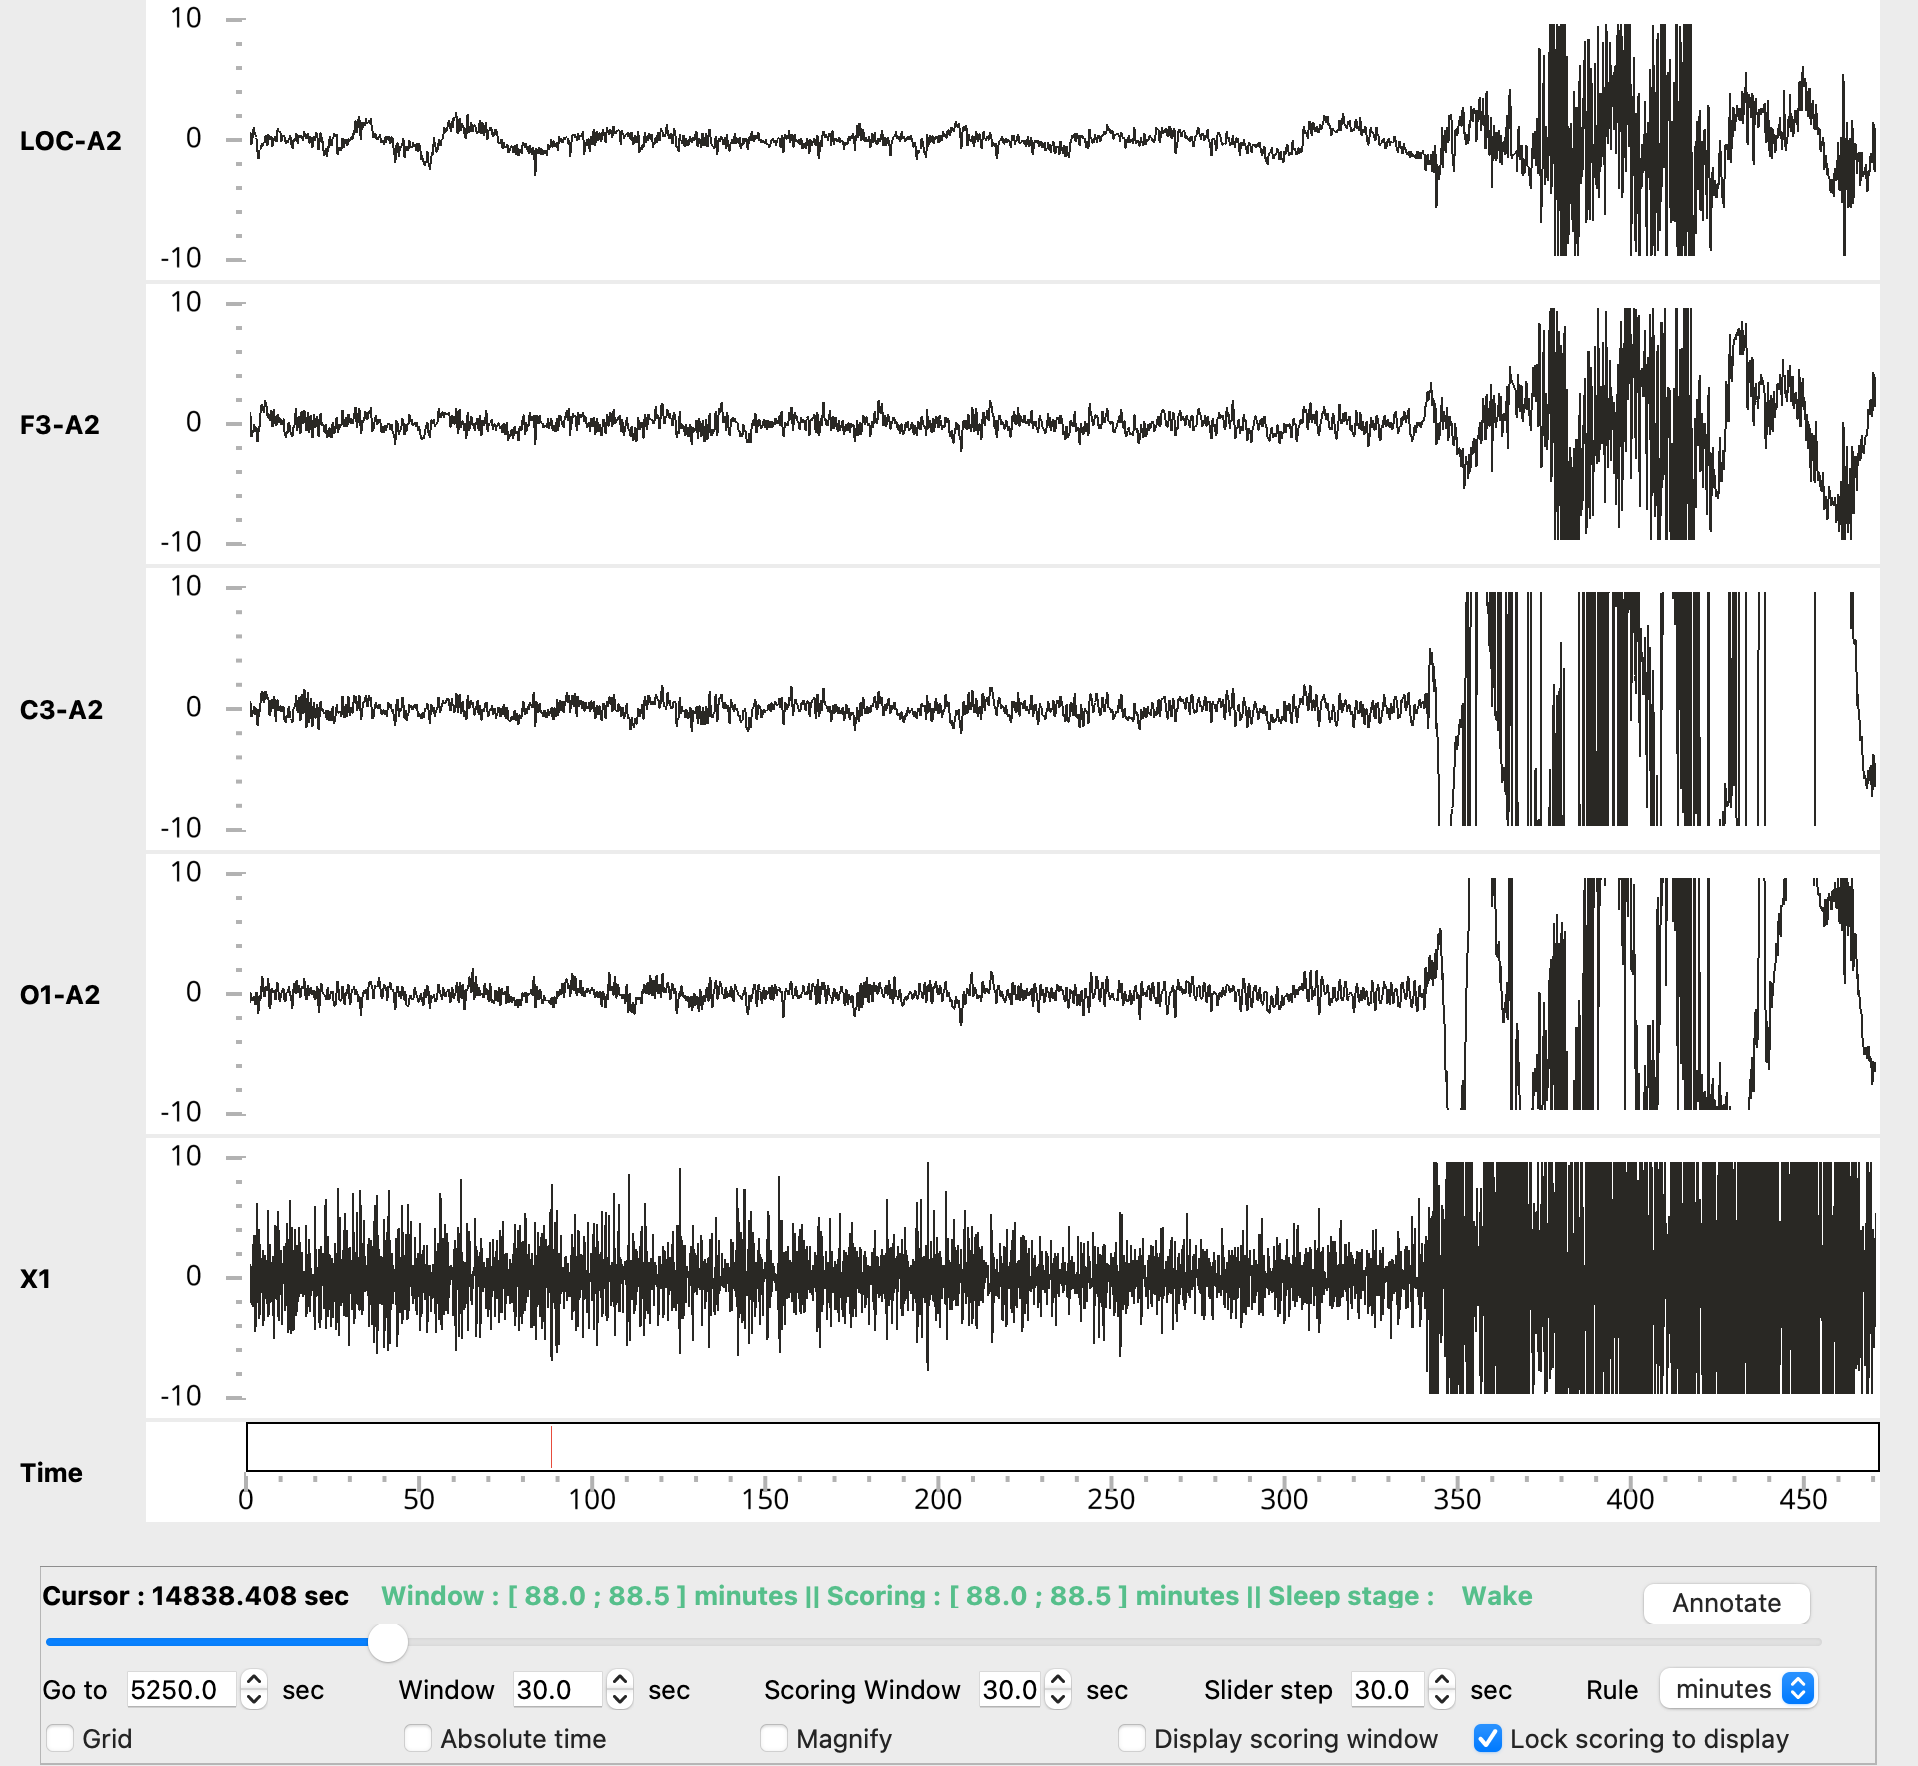 10
LOC-A2 0
-10
10
F3-A2 0
-10
10
C3-A2 0
-10
10
O1-A2 0
-10
10
X1 0
-10
Time
0 50 100 150 200 250 300 350 400 450
Cursor : 14838.408 sec Window : [ 88.0 ; 88.5 ] minutes || Scoring : [ 88.0 ; 88.5 ] minutes || Sleep stage : Wake Annotate
Go to 5250.0 sec Window 30.0 sec Scoring Window 30.0 sec Slider step 30.0 sec Rule minutes
Grid Absolute time Magnify Display scoring window Lock scoring to display